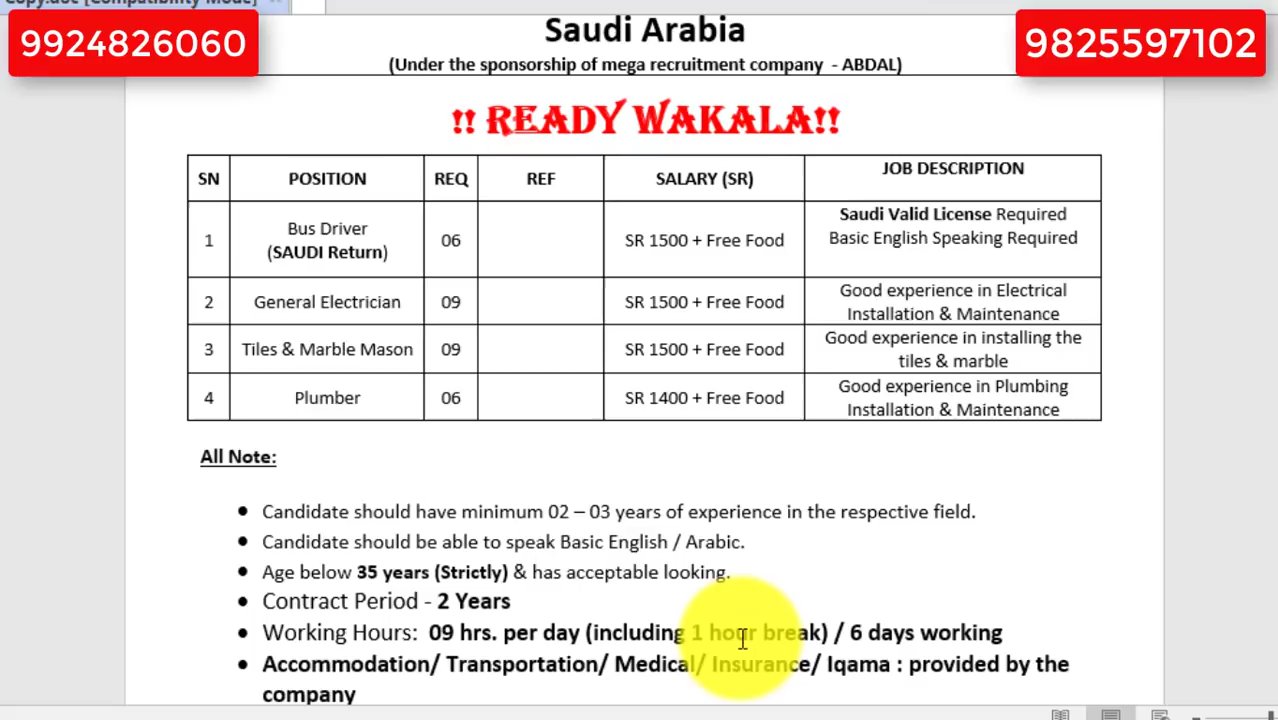 Copy.doc [Compatibility Mode]
9924826060
9825597102
Saudi Arabia
(Under the sponsorship of mega recruitment company - ABDAL)
!! READY WAKALA!!
SN POSITION REQ REF SALARY (SR) JOB DESCRIPTION
1 Bus Driver (SAUDI Return) 06 SR 1500 + Free Food Saudi Valid License Required
Basic English Speaking Required
2 General Electrician 09 SR 1500 + Free Food Good experience in Electrical
Installation & Maintenance
3 Tiles & Marble Mason 09 SR 1500 + Free Food Good experience in installing the
tiles & marble
4 Plumber 06 SR 1400 + Free Food Good experience in Plumbing
Installation & Maintenance
All Note:
• Candidate should have minimum 02 – 03 years of experience in the respective field.
• Candidate should be able to speak Basic English / Arabic.
• Age below 35 years (Strictly) & has acceptable looking.
• Contract Period - 2 Years
• Working Hours: 09 hrs. per day (including 1 hour break) / 6 days working
• Accommodation/ Transportation/ Medical/ Insurance/ Iqama : provided by the
company